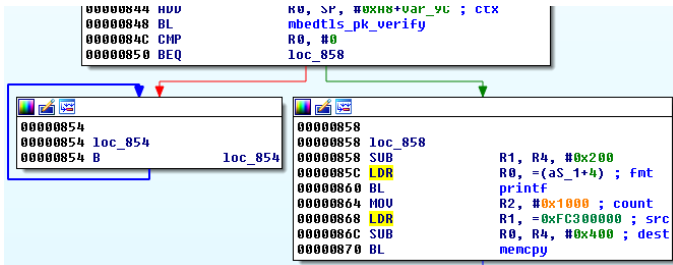 00000844 ADD R0, SP, #0xA8+var_9C ; ctx
00000848 BL mbedtls_pk_verify
0000084C CMP R0, #0
00000850 BEQ loc_858
00000854
00000854 loc_854
00000854 B loc_854
00000858
00000858 loc_858
00000858 SUB R1, R4, #0x200
0000085C LDR R0, =(aS_1+4) ; fmt
00000860 BL printf
00000864 MOV R2, #0x1000 ; count
00000868 LDR R1, =0xFC300000 ; src
0000086C SUB R0, R4, #0x400 ; dest
00000870 BL memcpy